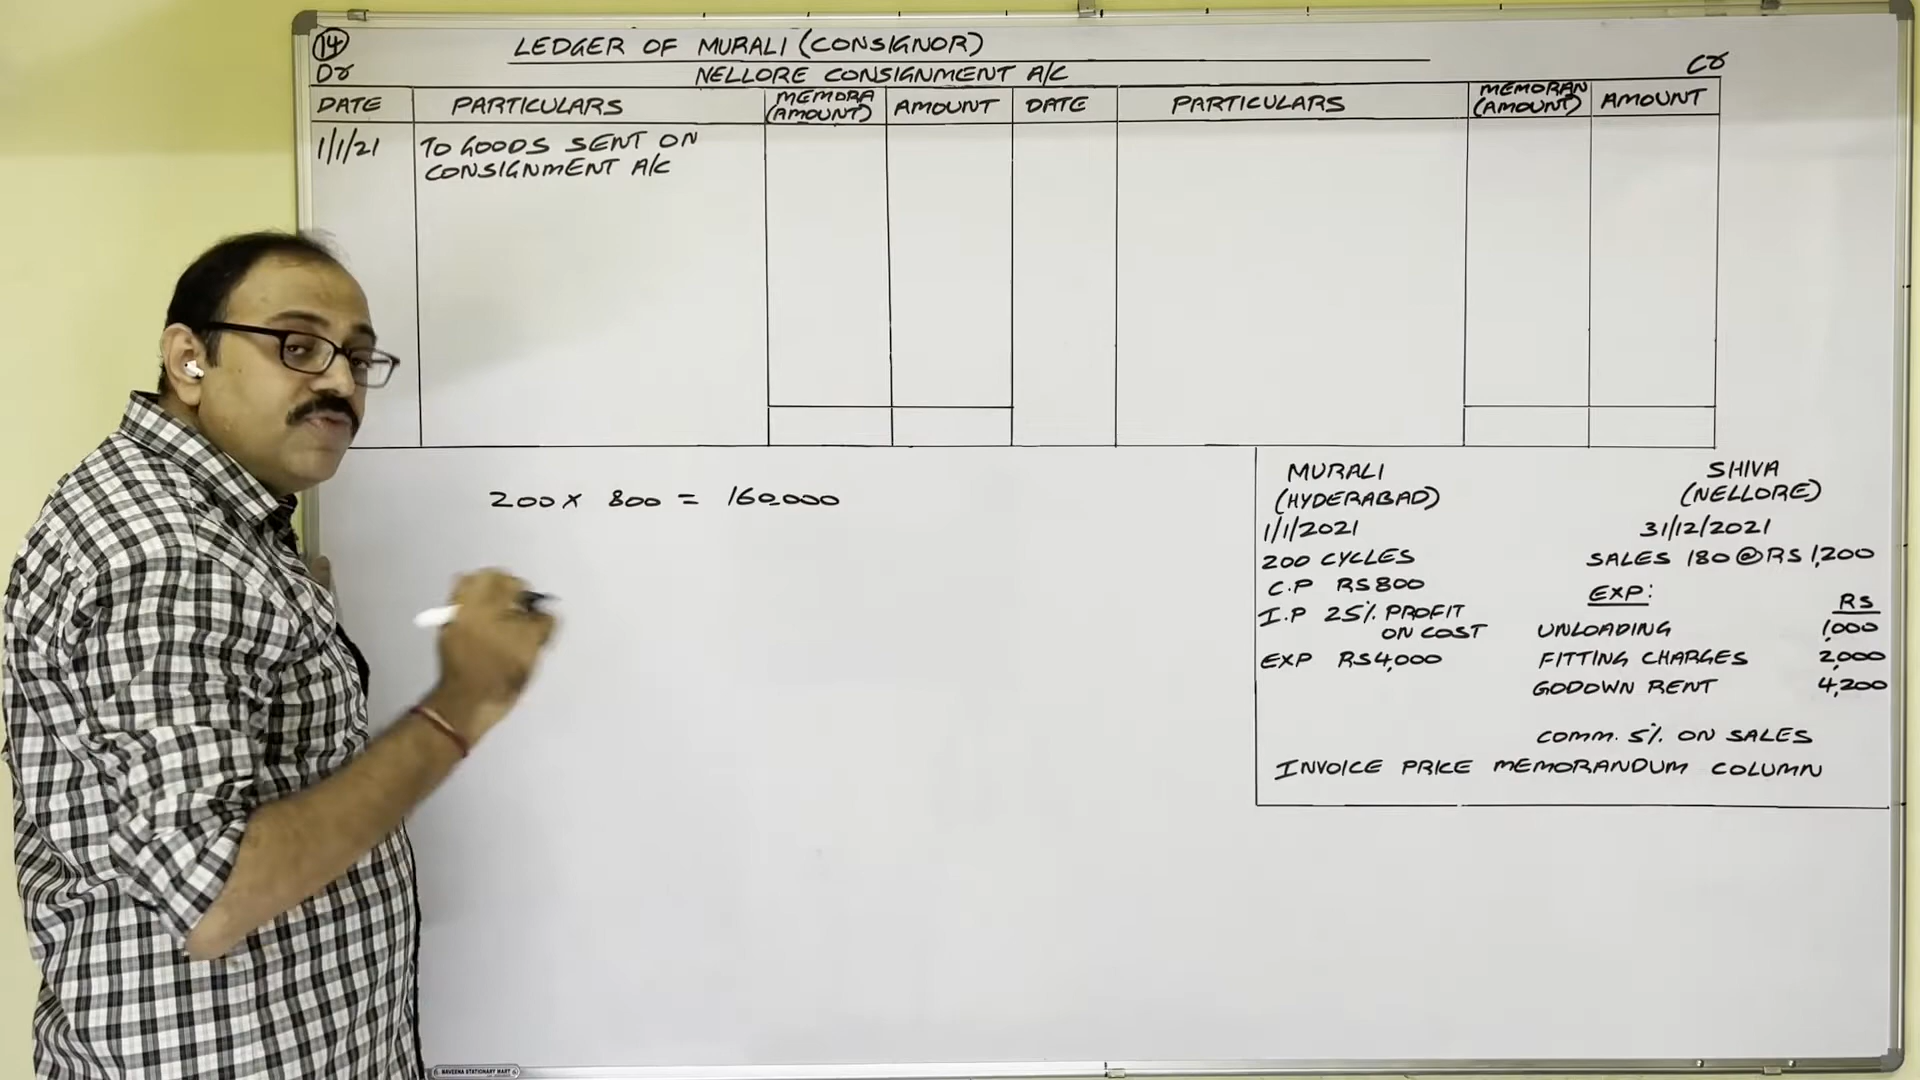 14
LEDGER OF MURALI (CONSIGNOR)
Dr
NELLORE CONSIGNMENT A/C
Cr
DATE PARTICULARS MEMORA (AMOUNT) AMOUNT DATE PARTICULARS MEMORAN (AMOUNT) AMOUNT
1/1/21 TO GOODS SENT ON
CONSIGNMENT A/C
200 × 800 = 160,000
MURALI
(HYDERABAD)
1/1/2021
200 CYCLES
C.P RS 800
I.P 25% PROFIT
ON COST
EXP RS 4,000
SHIVA
(NELLORE)
31/12/2021
SALES 180 @ RS 1,200
EXP:
RS
UNLOADING 1,000
FITTING CHARGES 2,000
GODOWN RENT 4,200
COMM. 5% ON SALES
INVOICE PRICE MEMORANDUM COLUMN
NAVEENA STATIONARY MART